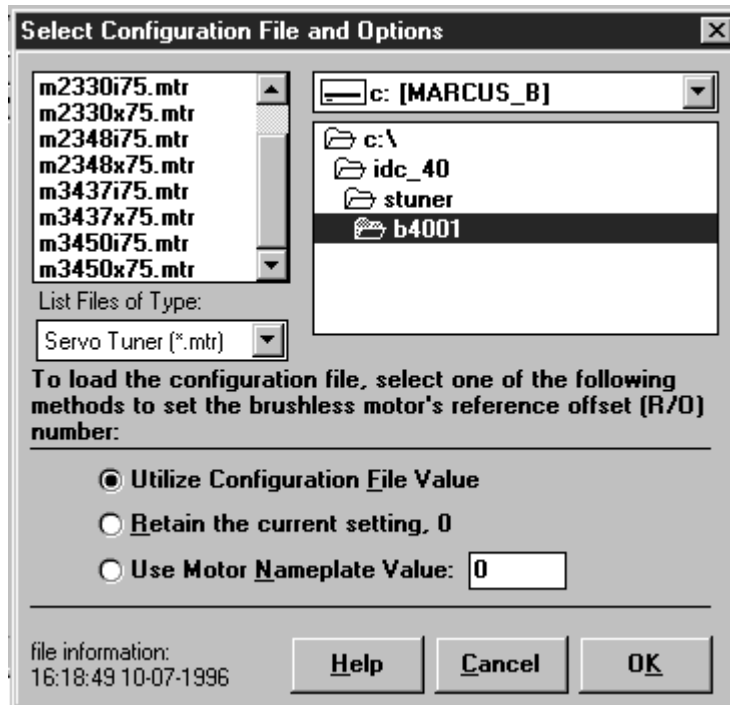 Select Configuration File and Options
m2330i75.mtr
m2330x75.mtr
m2348i75.mtr
m2348x75.mtr
m3437i75.mtr
m3437x75.mtr
m3450i75.mtr
m3450x75.mtr
List Files of Type:
Servo Tuner (*.mtr)
c: [MARCUS_B]
c:\
idc_40
stuner
b4001
To load the configuration file, select one of the following
methods to set the brushless motor's reference offset (R/O)
number:
Utilize Configuration File Value
Retain the current setting, 0
Use Motor Nameplate Value: 0
file information:
16:18:49 10-07-1996
Help
Cancel
OK